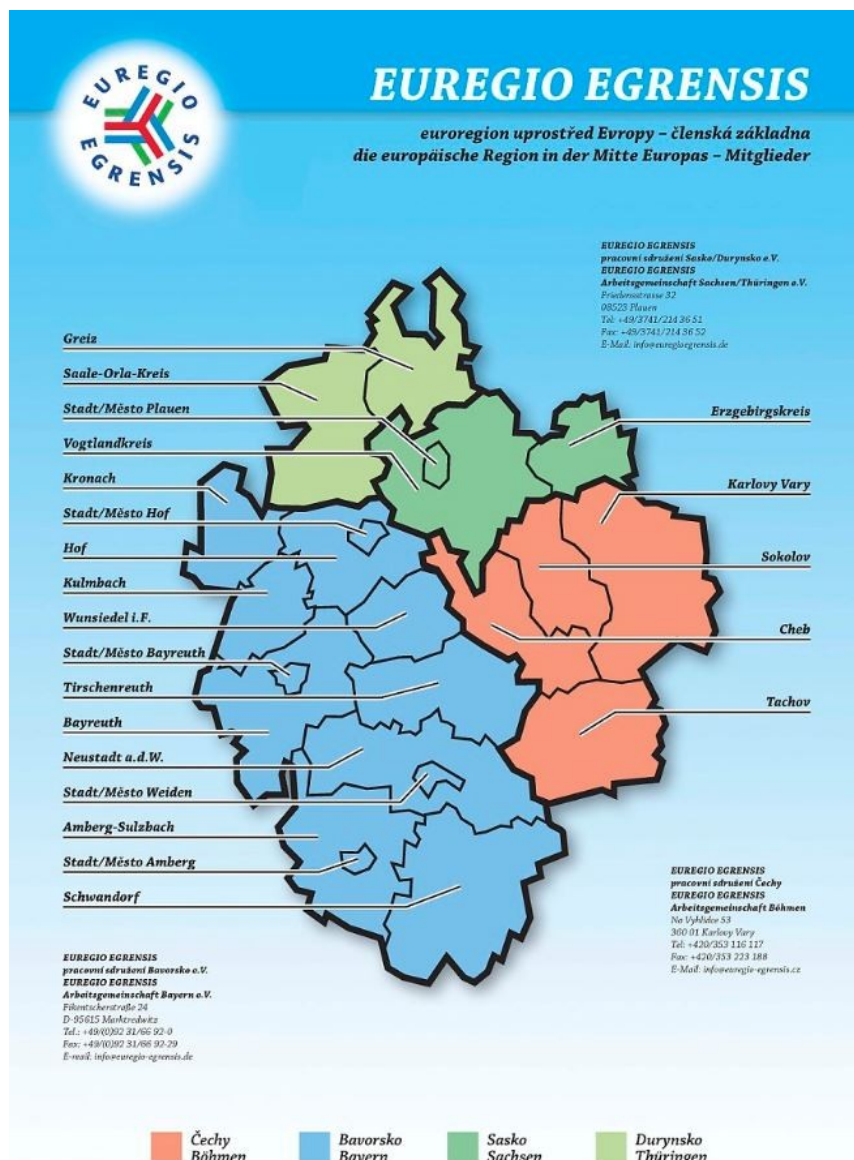 EUREGIO
EGRENSIS
EUREGIO EGRENSIS
euroregion uprostřed Evropy – členská základna
die europäische Region in der Mitte Europas – Mitglieder
EUREGIO EGRENSIS
pracovní sdružení Sasko/Durynsko e.V.
EUREGIO EGRENSIS
Arbeitsgemeinschaft Sachsen/Thüringen e.V.
Friedensstrasse 32
08523 Plauen
Tel: +49/3741/214 36 51
Fax: +49/3741/214 36 52
E-Mail: info@euregioegrensis.de
Greiz
Saale-Orla-Kreis
Stadt/Město Plauen
Vogtlandkreis
Kronach
Stadt/Město Hof
Hof
Kulmbach
Wunsiedel i.F.
Stadt/Město Bayreuth
Tirschenreuth
Bayreuth
Neustadt a.d.W.
Stadt/Město Weiden
Amberg-Sulzbach
Stadt/Město Amberg
Schwandorf
Erzgebirgskreis
Karlovy Vary
Sokolov
Cheb
Tachov
EUREGIO EGRENSIS
pracovní sdružení Čechy
EUREGIO EGRENSIS
Arbeitsgemeinschaft Böhmen
Na Vyhlídce 53
360 01 Karlovy Vary
Tel: +420/353 116 117
Fax: +420/353 223 188
E-Mail: info@euregio-egrensis.cz
EUREGIO EGRENSIS
pracovní sdružení Bavorsko e.V.
EUREGIO EGRENSIS
Arbeitsgemeinschaft Bayern e.V.
Fikentscherstraße 24
D-95615 Marktredwitz
Tel.: +49/(0)92 31/66 92-0
Fax: +49/(0)92 31/66 92-29
E-mail: info@euregio-egrensis.de
Čechy
Böhmen
Bavorsko
Bayern
Sasko
Sachsen
Durynsko
Thüringen